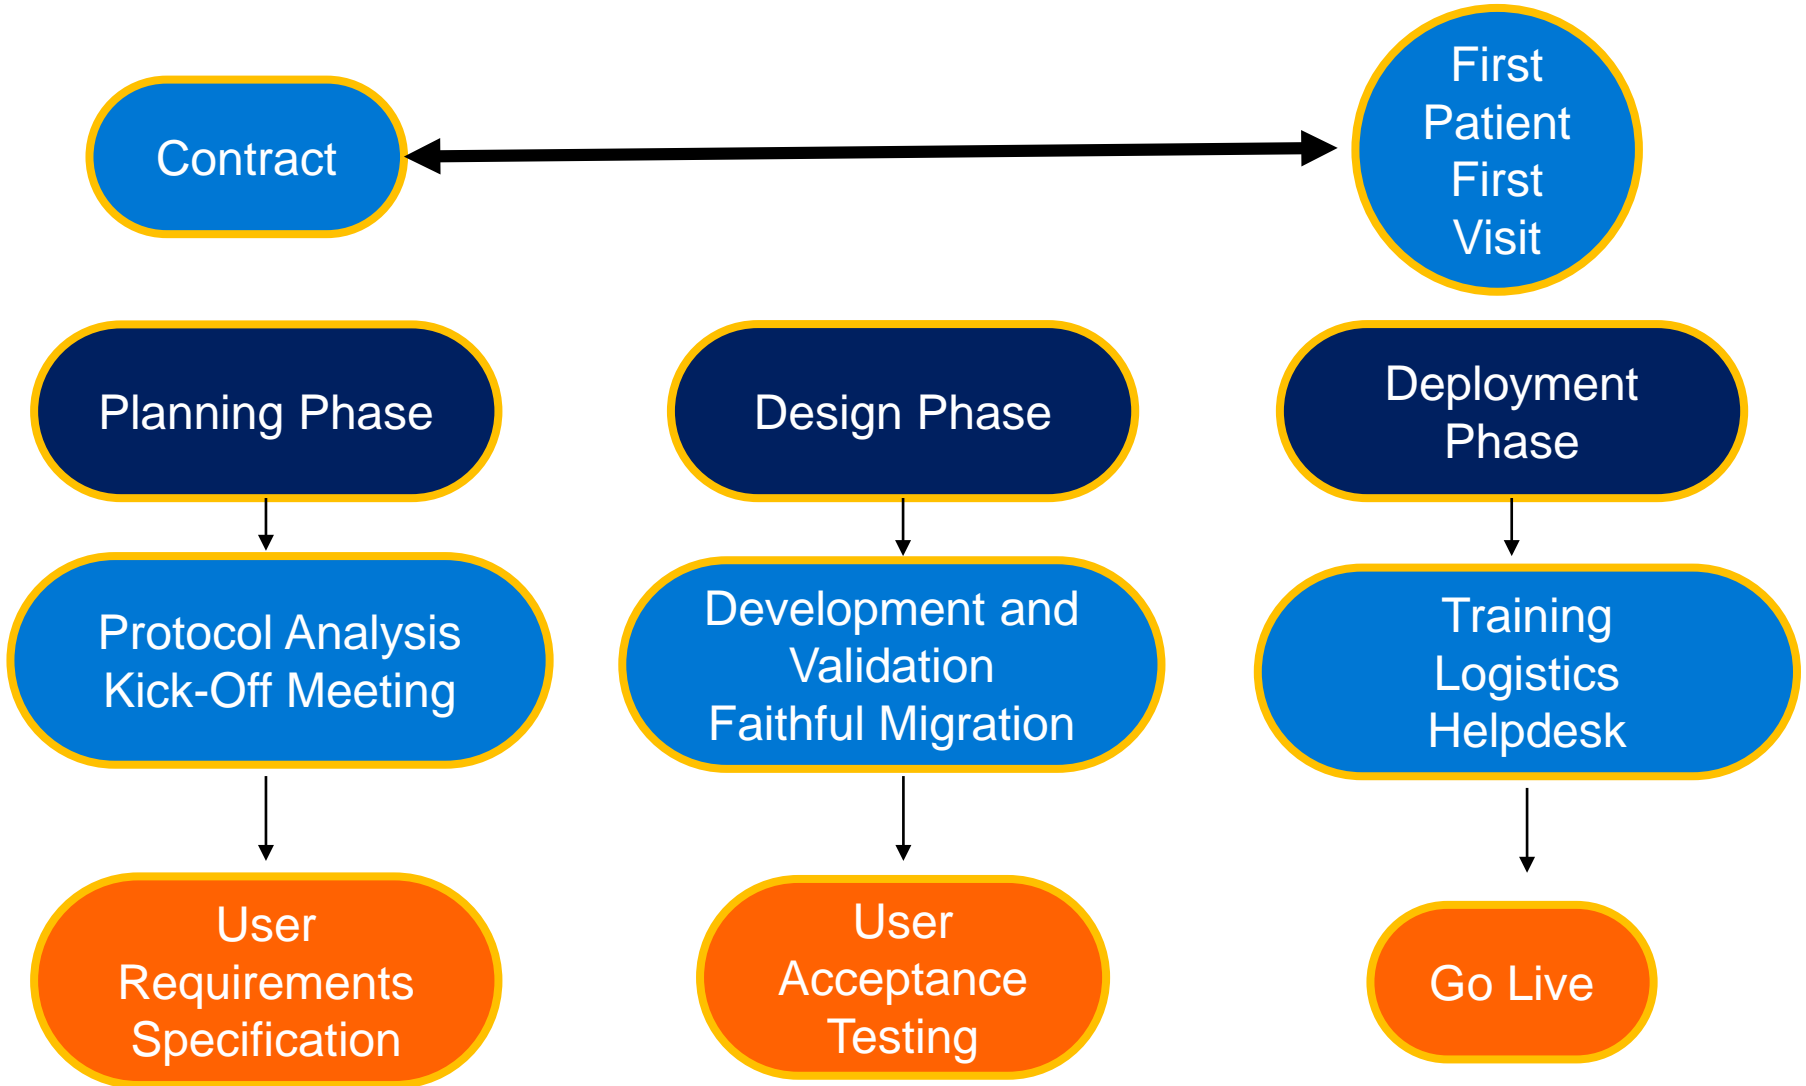 Contract
First
Patient
First
Visit
Planning Phase
Design Phase
Deployment
Phase
Protocol Analysis
Kick-Off Meeting
Development and
Validation
Faithful Migration
Training
Logistics
Helpdesk
User
Requirements
Specification
User
Acceptance
Testing
Go Live